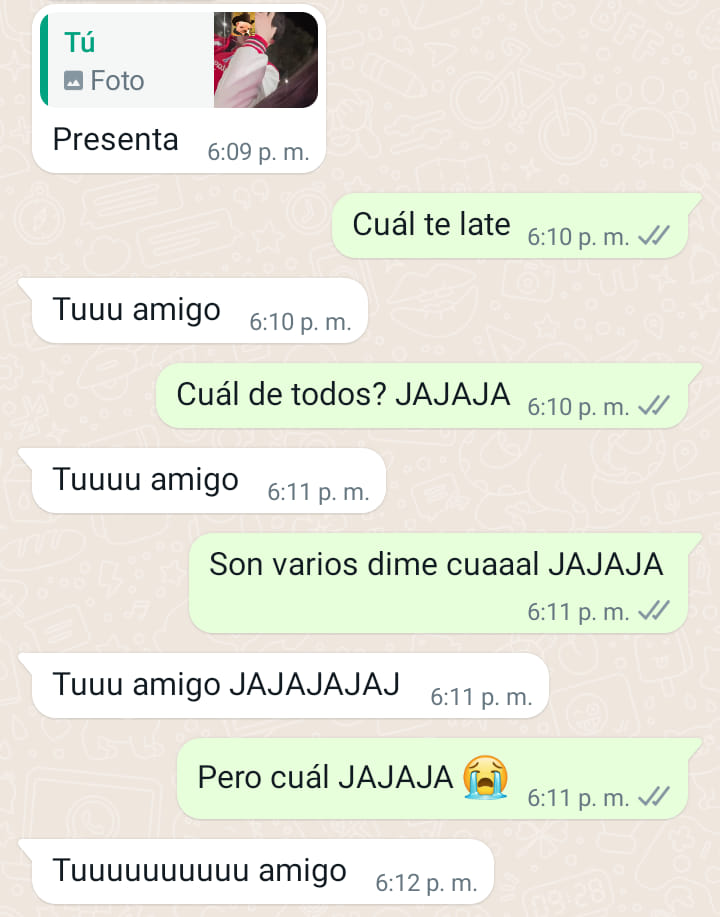 Tú
Foto
Presenta 6:09 p. m.
Cuál te late 6:10 p. m.
Tuuu amigo 6:10 p. m.
Cuál de todos? JAJAJA 6:10 p. m.
Tuuuu amigo 6:11 p. m.
Son varios dime cuaaal JAJAJA
6:11 p. m.
Tuuu amigo JAJAJAJAJ 6:11 p. m.
Pero cuál JAJAJA 😭 6:11 p. m.
Tuuuuuuuuuu amigo 6:12 p. m.